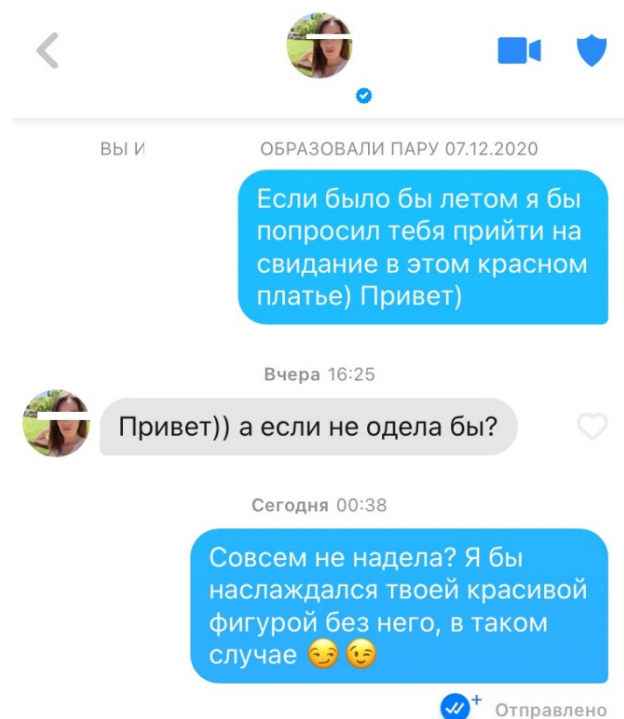 ВЫ И ОБРАЗОВАЛИ ПАРУ 07.12.2020
Если было бы летом я бы
попросил тебя прийти на
свидание в этом красном
платье) Привет)
Вчера 16:25
Привет)) а если не одела бы?
Сегодня 00:38
Совсем не надела? Я бы
наслаждался твоей красивой
фигурой без него, в таком
случае 😏😉
Отправлено